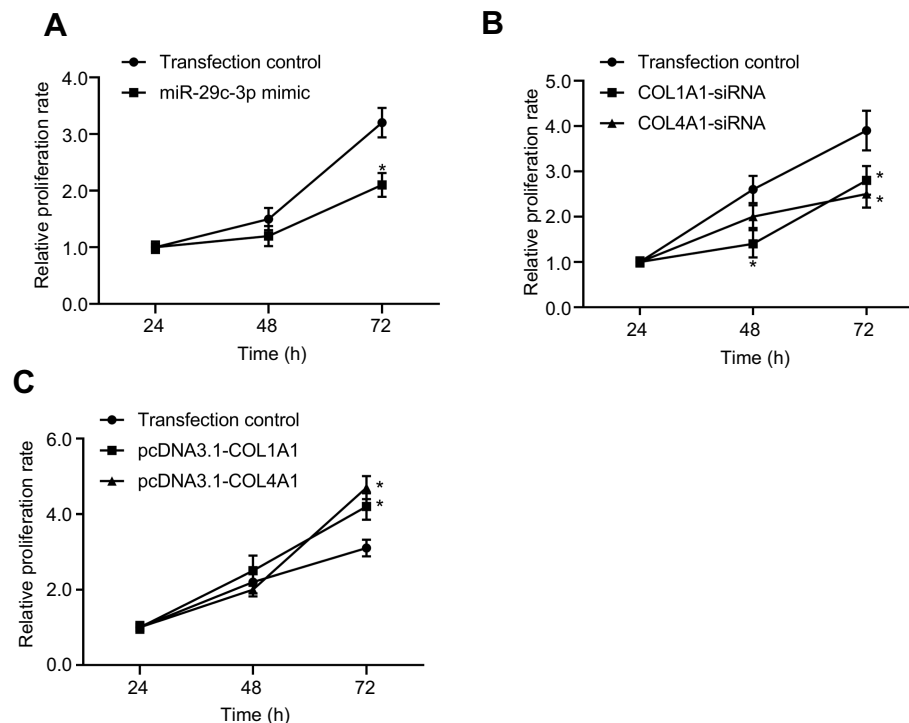 A
Transfection control
miR-29c-3p mimic
Relative proliferation rate
4.0
3.0
2.0
1.0
0.0
*
24 48 72
Time (h)
B
Transfection control
COL1A1-siRNA
COL4A1-siRNA
Relative proliferation rate
5.0
4.0
3.0
2.0
1.0
0.0
*
*
*
24 48 72
Time (h)
C
Transfection control
pcDNA3.1-COL1A1
pcDNA3.1-COL4A1
Relative proliferation rate
6.0
4.0
2.0
0.0
*
*
24 48 72
Time (h)